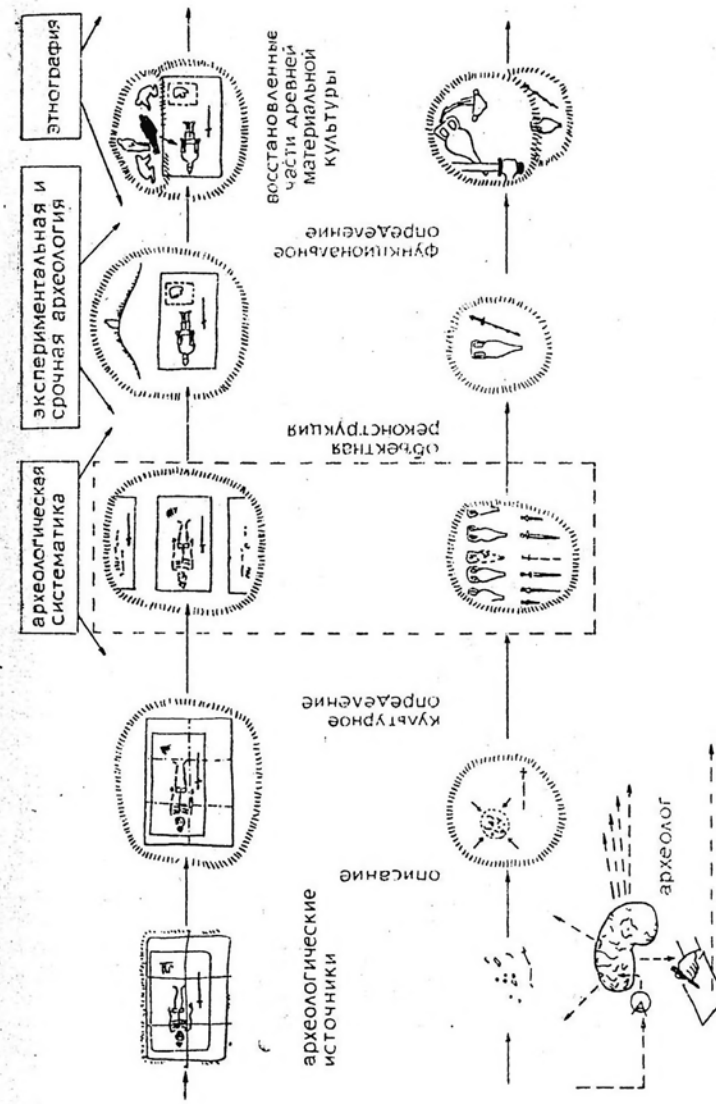 археологическая
систематика
экспериментальная и
срочная археология
этнография
археологические
источники
описание
культурное
определение
объектная
реконструкция
функциональное
определение
восстановленные
части древней
материальной
культуры
археолог